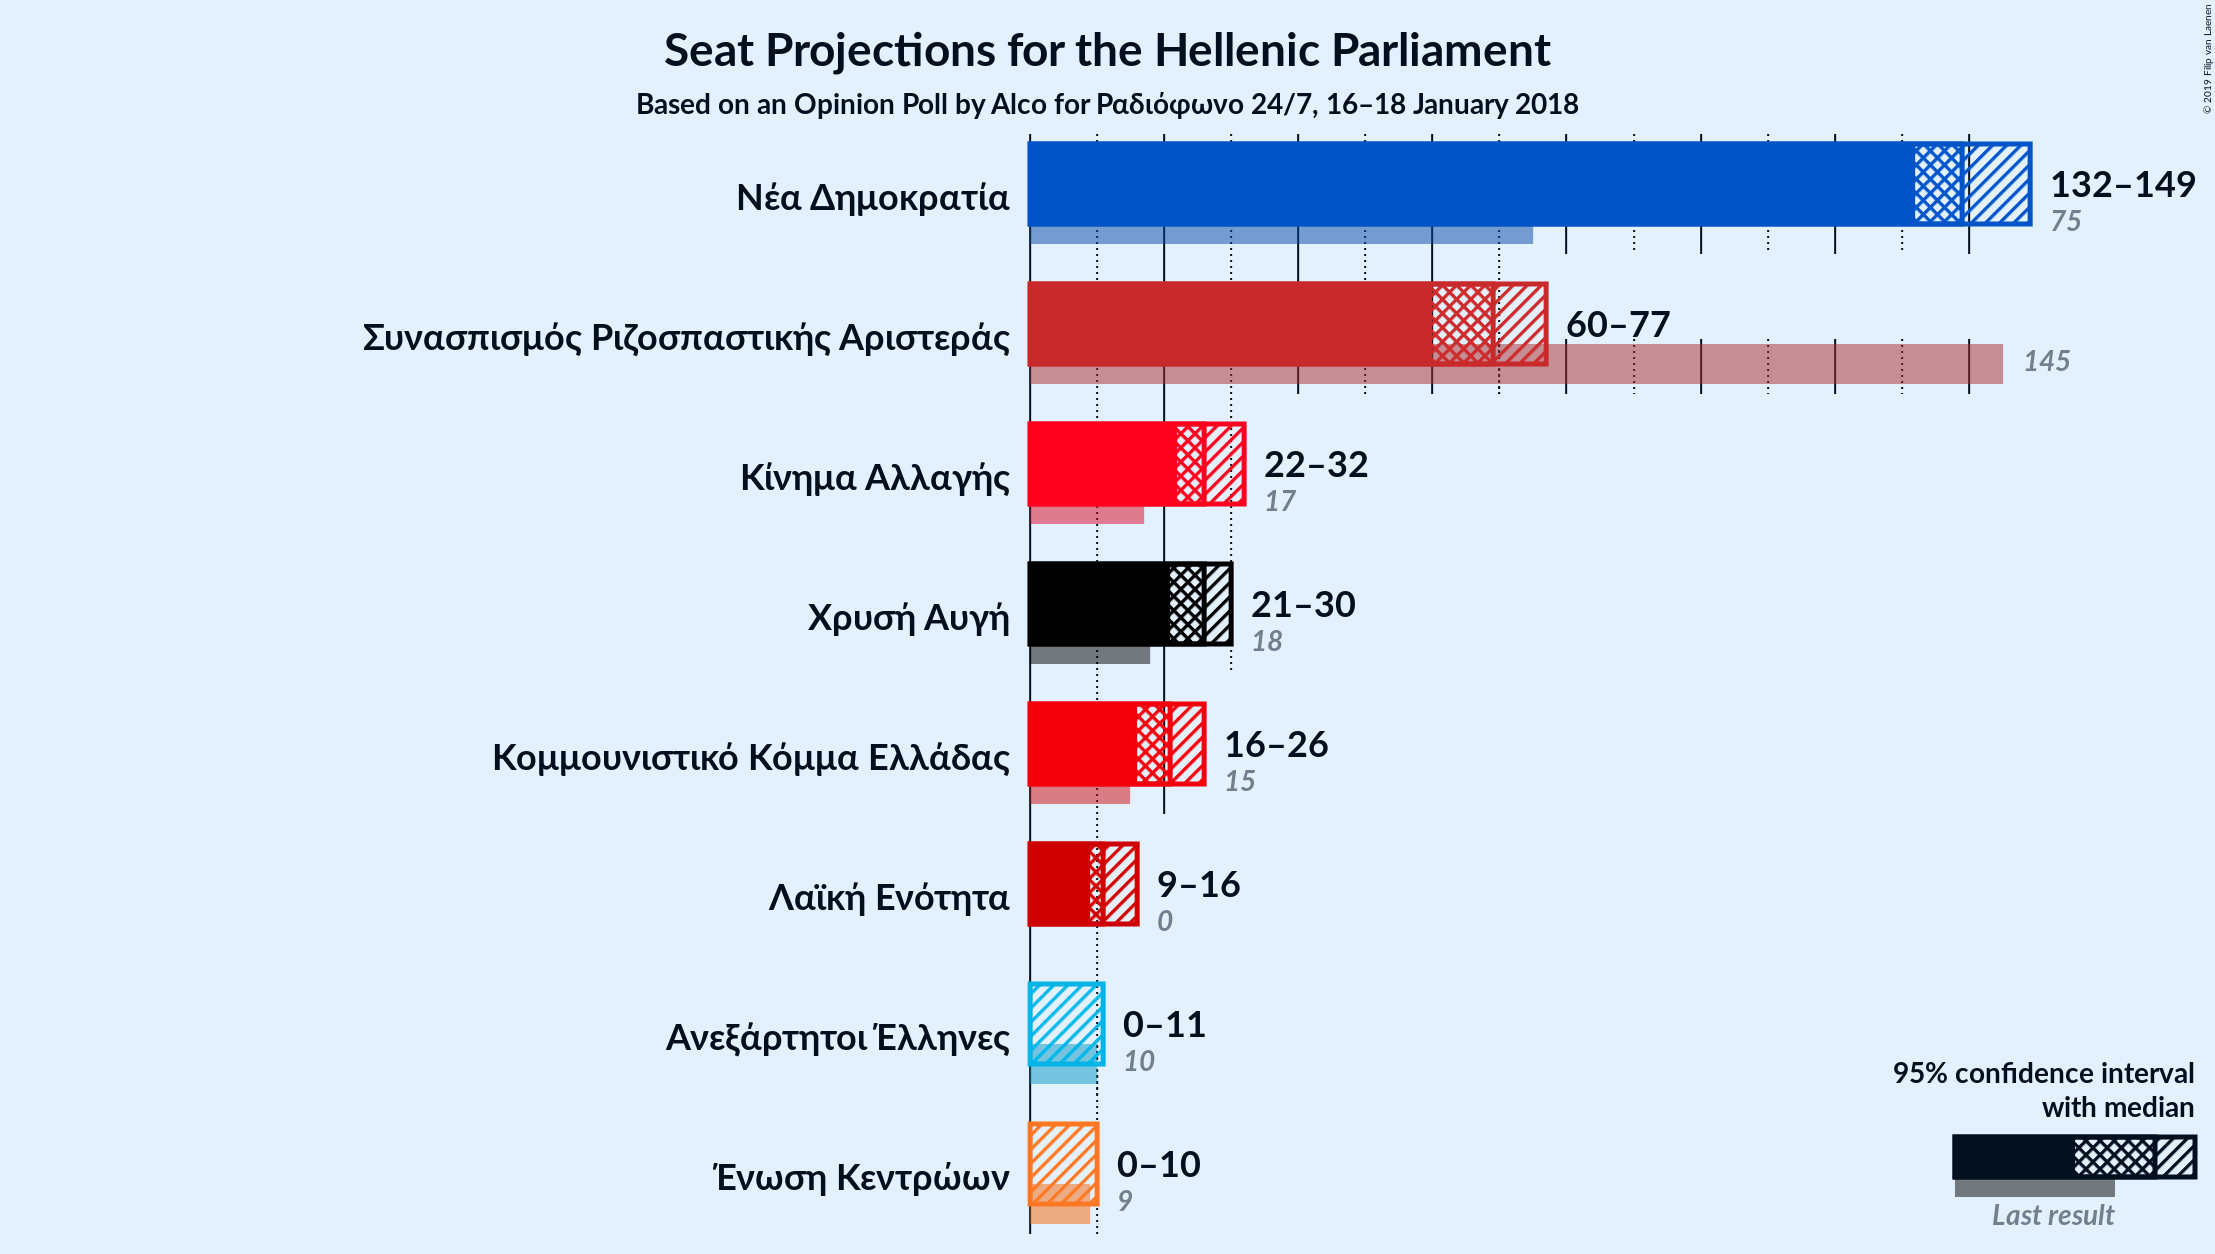 Seat Projections for the Hellenic Parliament
Based on an Opinion Poll by Alco for Ραδιόφωνο 24/7, 16–18 January 2018
© 2019 Filip van Laenen
Νέα Δημοκρατία
132–149
75
Συνασπισμός Ριζοσπαστικής Αριστεράς
60–77
145
Κίνημα Αλλαγής
22–32
17
Χρυσή Αυγή
21–30
18
Κομμουνιστικό Κόμμα Ελλάδας
16–26
15
Λαϊκή Ενότητα
9–16
0
Ανεξάρτητοι Έλληνες
0–11
10
Ένωση Κεντρώων
0–10
9
95% confidence interval
with median
Last result